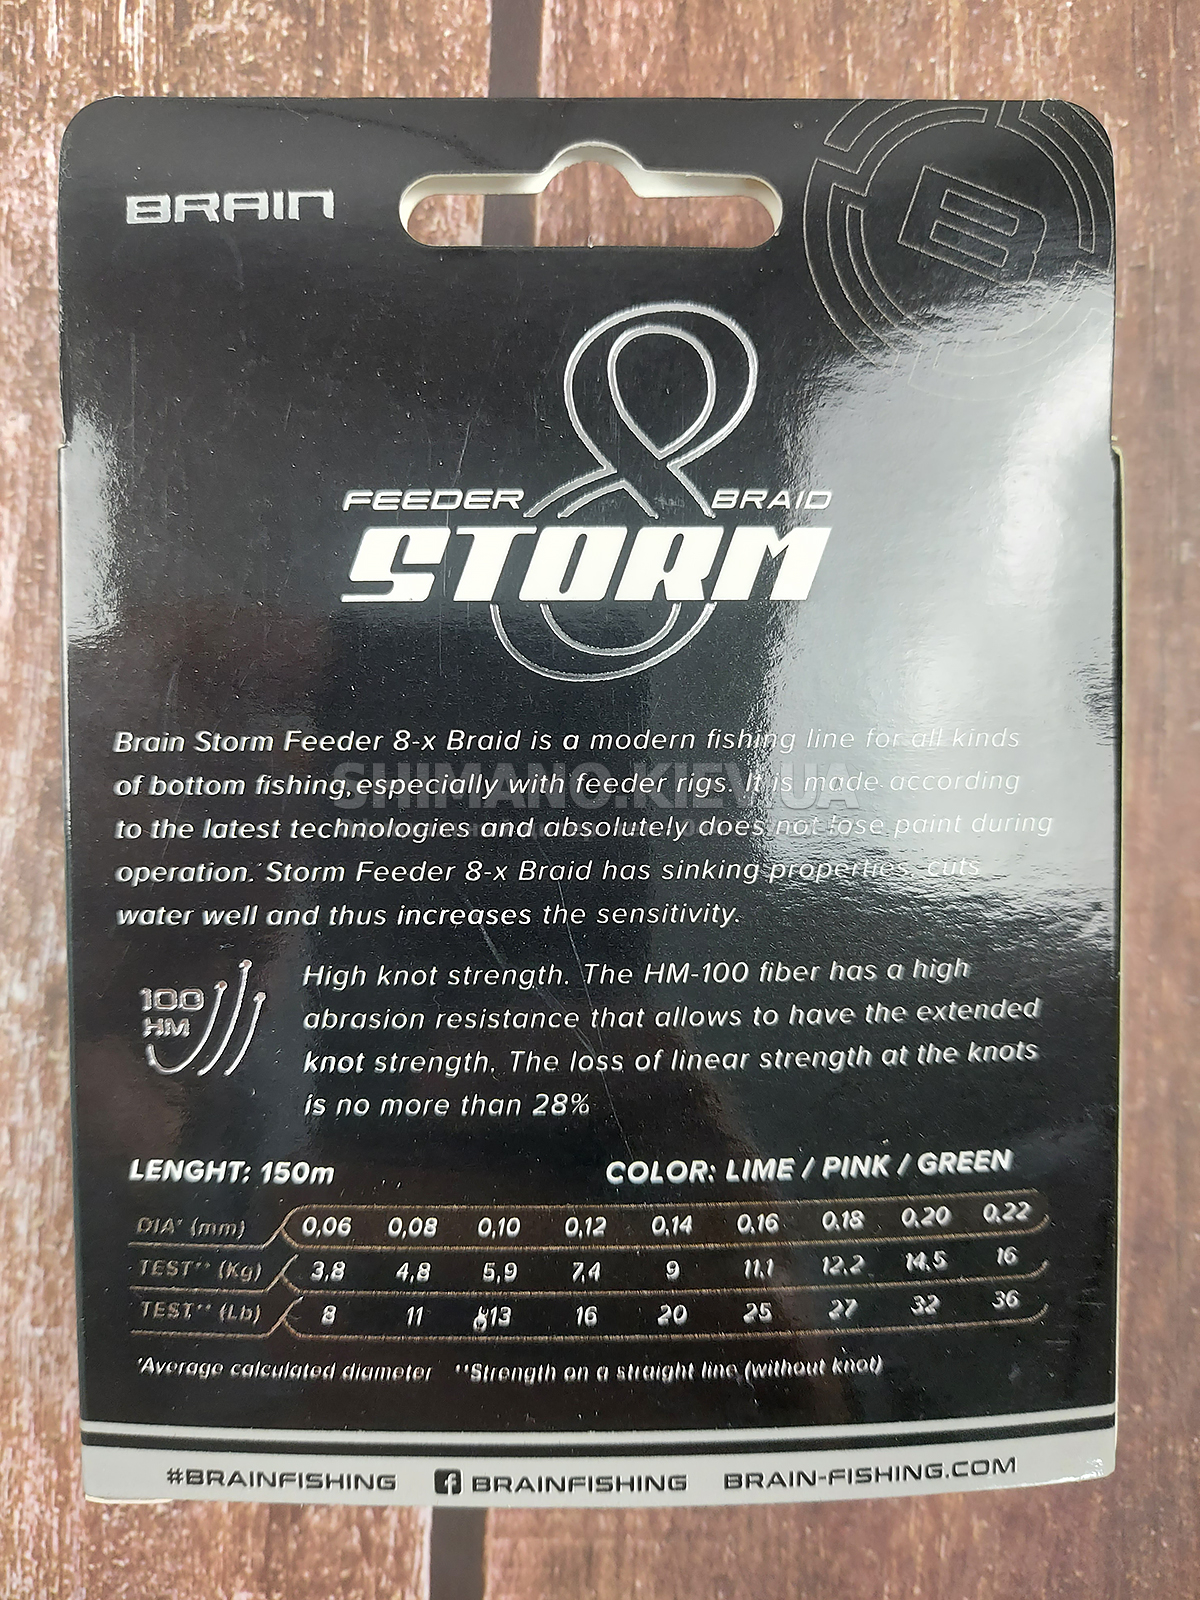 BRAIN
B
FEEDER 8 BRAID
STORM
Brain Storm Feeder 8-x Braid is a modern fishing line for all kinds
of bottom fishing,especially with feeder rigs. It is made according
SHIMANO.KIEV.UA
to the latest technologies and absolutely does not lose paint during
operation. Storm Feeder 8-x Braid has sinking properties, cuts
water well and thus increases the sensitivity.
100
HM
High knot strength. The HM-100 fiber has a high
abrasion resistance that allows to have the extended
knot strength. The loss of linear strength at the knots
is no more than 28%
LENGHT: 150m COLOR: LIME / PINK / GREEN
DIA* (mm) 0,06 0,08 0,10 0,12 0,14 0,16 0,18 0,20 0,22
TEST** (Kg) 3,8 4,8 5,9 7,4 9 11,1 12,2 14,5 16
TEST** (Lb) 8 11 13 16 20 25 27 32 36
*Average calculated diameter **Strength on a straight line (without knot)
#BRAINFISHING f BRAINFISHING BRAIN-FISHING.COM